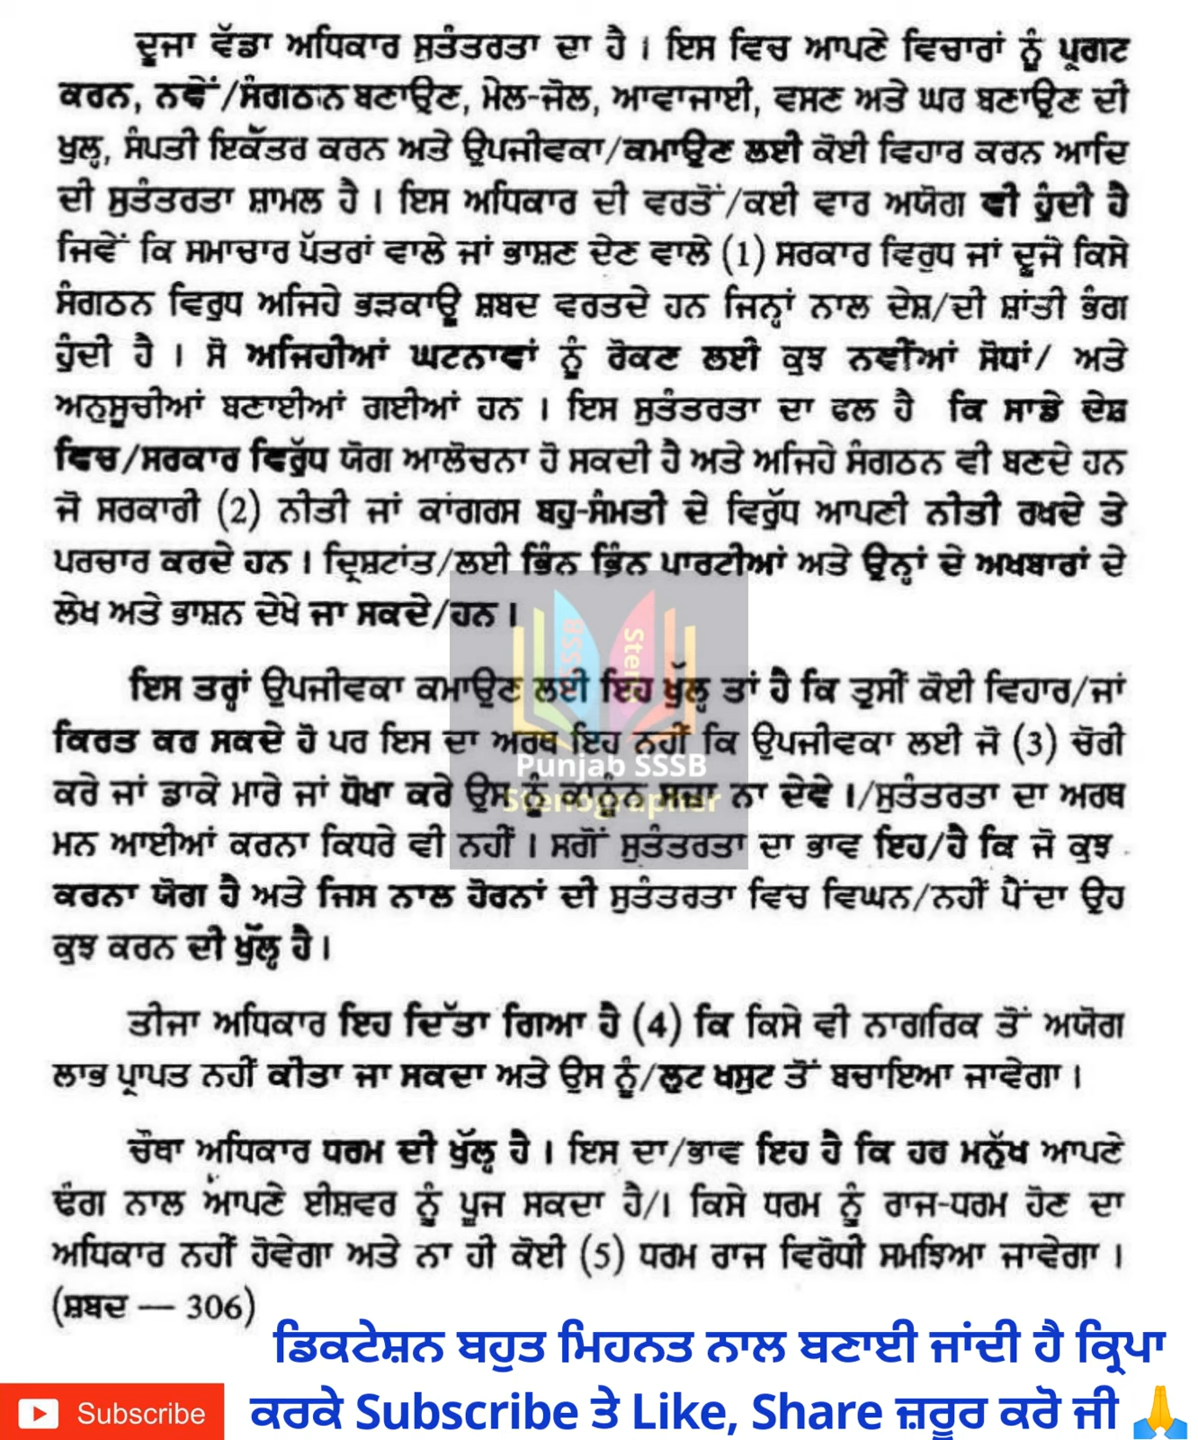 ਦੂਜਾ ਵੱਡਾ ਅਧਿਕਾਰ ਸੁਤੰਤਰਤਾ ਦਾ ਹੈ । ਇਸ ਵਿਚ ਆਪਣੇ ਵਿਚਾਰਾਂ ਨੂੰ ਪ੍ਰਗਟ
ਕਰਨ, ਨਵੇਂ/ਸੰਗਠਨ ਬਣਾਉਣ, ਮੇਲ-ਜੋਲ, ਆਵਾਜਾਈ, ਵਸਣ ਅਤੇ ਘਰ ਬਣਾਉਣ ਦੀ
ਖੁਲ੍ਹ, ਸੰਪਤੀ ਇਕੱਤਰ ਕਰਨ ਅਤੇ ਉਪਜੀਵਕਾ/ਕਮਾਉਣ ਲਈ ਕੋਈ ਵਿਹਾਰ ਕਰਨ ਆਦਿ
ਦੀ ਸੁਤੰਤਰਤਾ ਸ਼ਾਮਲ ਹੈ । ਇਸ ਅਧਿਕਾਰ ਦੀ ਵਰਤੋਂ/ਕਈ ਵਾਰ ਅਯੋਗ ਵੀ ਹੁੰਦੀ ਹੈ
ਜਿਵੇਂ ਕਿ ਸਮਾਚਾਰ ਪੱਤਰਾਂ ਵਾਲੇ ਜਾਂ ਭਾਸ਼ਣ ਦੇਣ ਵਾਲੇ (1) ਸਰਕਾਰ ਵਿਰੁਧ ਜਾਂ ਦੂਜੇ ਕਿਸੇ
ਸੰਗਠਨ ਵਿਰੁਧ ਅਜਿਹੇ ਭੜਕਾਊ ਸ਼ਬਦ ਵਰਤਦੇ ਹਨ ਜਿਨ੍ਹਾਂ ਨਾਲ ਦੇਸ਼/ਦੀ ਸ਼ਾਂਤੀ ਭੰਗ
ਹੁੰਦੀ ਹੈ । ਸੋ ਅਜਿਹੀਆਂ ਘਟਨਾਵਾਂ ਨੂੰ ਰੋਕਣ ਲਈ ਕੁਝ ਨਵੀਂਆਂ ਸੋਧਾਂ/ ਅਤੇ
ਅਨੁਸੂਚੀਆਂ ਬਣਾਈਆਂ ਗਈਆਂ ਹਨ । ਇਸ ਸੁਤੰਤਰਤਾ ਦਾ ਫਲ ਹੈ ਕਿ ਸਾਡੇ ਦੇਸ਼
ਵਿਚ/ਸਰਕਾਰ ਵਿਰੁੱਧ ਯੋਗ ਆਲੋਚਨਾ ਹੋ ਸਕਦੀ ਹੈ ਅਤੇ ਅਜਿਹੇ ਸੰਗਠਨ ਵੀ ਬਣਦੇ ਹਨ
ਜੋ ਸਰਕਾਰੀ (2) ਨੀਤੀ ਜਾਂ ਕਾਂਗਰਸ ਬਹੁ-ਸੰਮਤੀ ਦੇ ਵਿਰੁੱਧ ਆਪਣੀ ਨੀਤੀ ਰਖਦੇ ਤੇ
ਪਰਚਾਰ ਕਰਦੇ ਹਨ । ਦ੍ਰਿਸ਼ਟਾਂਤ/ਲਈ ਭਿੰਨ ਭਿੰਨ ਪਾਰਟੀਆਂ ਅਤੇ ਉਨ੍ਹਾਂ ਦੇ ਅਖਬਾਰਾਂ ਦੇ
ਲੇਖ ਅਤੇ ਭਾਸ਼ਨ ਦੇਖੇ ਜਾ ਸਕਦੇ/ਹਨ ।
ਇਸ ਤਰ੍ਹਾਂ ਉਪਜੀਵਕਾ ਕਮਾਉਣ ਲਈ ਇਹ ਖੁੱਲ੍ਹ ਤਾਂ ਹੈ ਕਿ ਤੁਸੀਂ ਕੋਈ ਵਿਹਾਰ/ਜਾਂ
ਕਿਰਤ ਕਰ ਸਕਦੇ ਹੋ ਪਰ ਇਸ ਦਾ ਅਰਥ ਇਹ ਨਹੀਂ ਕਿ ਉਪਜੀਵਕਾ ਲਈ ਜੋ (3) ਚੋਰੀ
ਕਰੇ ਜਾਂ ਡਾਕੇ ਮਾਰੇ ਜਾਂ ਧੋਖਾ ਕਰੇ ਉਸ ਨੂੰ ਕਾਨੂੰਨ ਸਜ਼ਾ ਨਾ ਦੇਵੇ ।/ਸੁਤੰਤਰਤਾ ਦਾ ਅਰਥ
ਮਨ ਆਈਆਂ ਕਰਨਾ ਕਿਧਰੇ ਵੀ ਨਹੀਂ । ਸਗੋਂ ਸੁਤੰਤਰਤਾ ਦਾ ਭਾਵ ਇਹ/ਹੈ ਕਿ ਜੋ ਕੁਝ
ਕਰਨਾ ਯੋਗ ਹੈ ਅਤੇ ਜਿਸ ਨਾਲ ਹੋਰਨਾਂ ਦੀ ਸੁਤੰਤਰਤਾ ਵਿਚ ਵਿਘਨ/ਨਹੀਂ ਪੈਂਦਾ ਉਹ
ਕੁਝ ਕਰਨ ਦੀ ਖੁੱਲ੍ਹ ਹੈ ।
ਤੀਜਾ ਅਧਿਕਾਰ ਇਹ ਦਿੱਤਾ ਗਿਆ ਹੈ (4) ਕਿ ਕਿਸੇ ਵੀ ਨਾਗਰਿਕ ਤੋਂ ਅਯੋਗ
ਲਾਭ ਪ੍ਰਾਪਤ ਨਹੀਂ ਕੀਤਾ ਜਾ ਸਕਦਾ ਅਤੇ ਉਸ ਨੂੰ/ਲੁਟ ਖਸੁਟ ਤੋਂ ਬਚਾਇਆ ਜਾਵੇਗਾ ।
ਚੌਥਾ ਅਧਿਕਾਰ ਧਰਮ ਦੀ ਖੁੱਲ੍ਹ ਹੈ । ਇਸ ਦਾ/ਭਾਵ ਇਹ ਹੈ ਕਿ ਹਰ ਮਨੁੱਖ ਆਪਣੇ
ਢੰਗ ਨਾਲ ਆਪਣੇ ਈਸ਼ਵਰ ਨੂੰ ਪੂਜ ਸਕਦਾ ਹੈ/। ਕਿਸੇ ਧਰਮ ਨੂੰ ਰਾਜ-ਧਰਮ ਹੋਣ ਦਾ
ਅਧਿਕਾਰ ਨਹੀਂ ਹੋਵੇਗਾ ਅਤੇ ਨਾ ਹੀ ਕੋਈ (5) ਧਰਮ ਰਾਜ ਵਿਰੋਧੀ ਸਮਝਿਆ ਜਾਵੇਗਾ ।
(ਸ਼ਬਦ — 306)
SSSB
Steno
Punjab SSSB
Stenographer
ਡਿਕਟੇਸ਼ਨ ਬਹੁਤ ਮਿਹਨਤ ਨਾਲ ਬਣਾਈ ਜਾਂਦੀ ਹੈ ਕ੍ਰਿਪਾ
ਕਰਕੇ Subscribe ਤੇ Like, Share ਜ਼ਰੂਰ ਕਰੋ ਜੀ 🙏
Subscribe